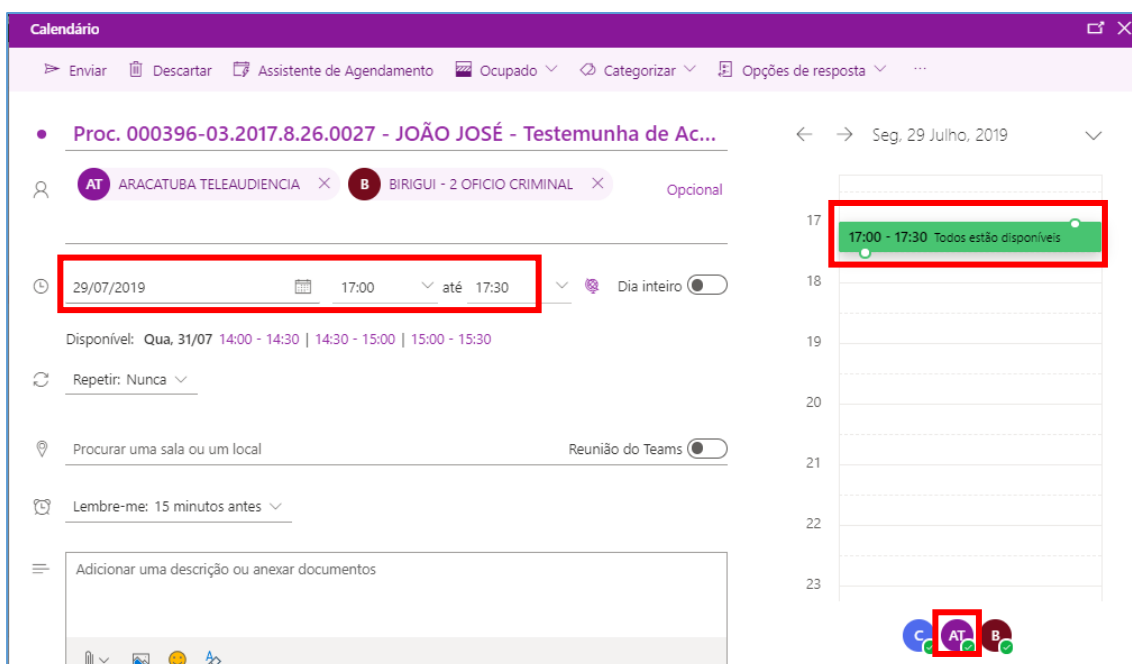 Calendário
Enviar Descartar Assistente de Agendamento Ocupado Categorizar Opções de resposta ...
Proc. 000396-03.2017.8.26.0027 - JOÃO JOSÉ - Testemunha de Ac...
Seg, 29 Julho, 2019
AT ARACATUBA TELEAUDIENCIA B BIRIGUI - 2 OFICIO CRIMINAL
Opcional
17
17:00 - 17:30 Todos estão disponíveis
29/07/2019 17:00 até 17:30 Dia inteiro
18
Disponível: Qua, 31/07 14:00 - 14:30 | 14:30 - 15:00 | 15:00 - 15:30
19
Repetir: Nunca
20
Procurar uma sala ou um local Reunião do Teams
21
Lembre-me: 15 minutos antes
22
Adicionar uma descrição ou anexar documentos
23
C AT B